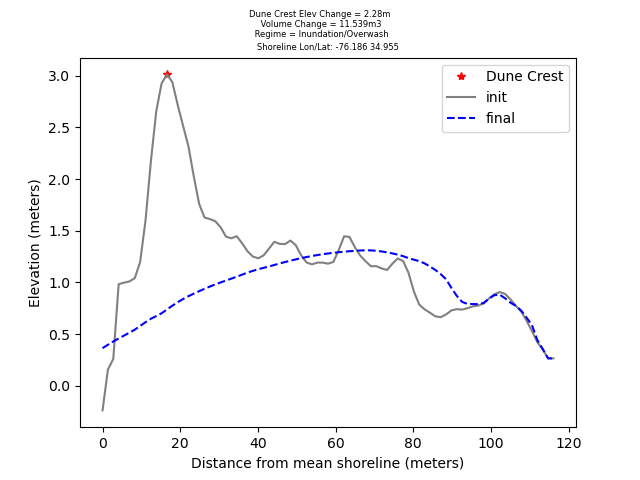 Dune Crest Elev Change = 2.28m
Volume Change = 11.539m3
Regime = Inundation/Overwash
Shoreline Lon/Lat: -76.186 34.955
Dune Crest
init
final
3.0
2.5
2.0
1.5
1.0
0.5
0.0
Elevation (meters)
0 20 40 60 80 100 120
Distance from mean shoreline (meters)